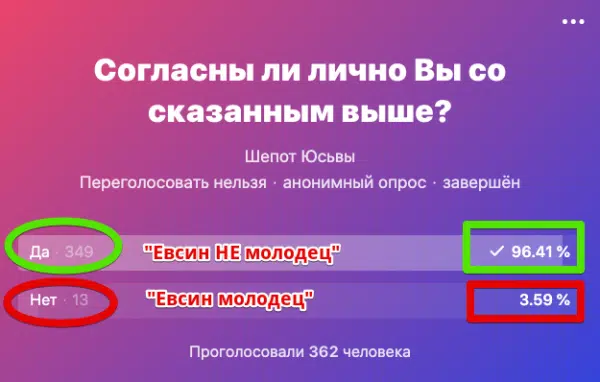 Согласны ли лично Вы со
сказанным выше?
Шепот Юсьвы
Переголосовать нельзя · анонимный опрос · завершён
Да · 349 "Евсин НЕ молодец" 96.41 %
Нет · 13 "Евсин молодец" 3.59 %
Проголосовали 362 человека